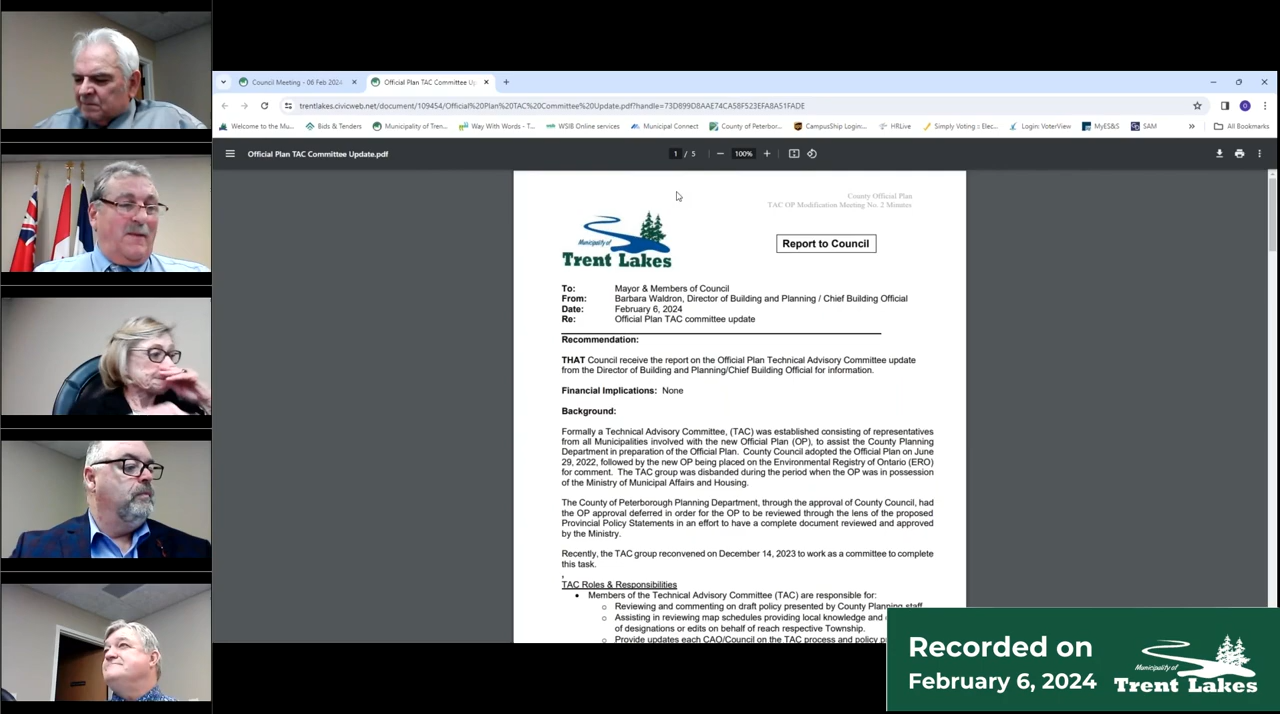 Council Meeting - 06 Feb 2024
Official Plan TAC Committee Up
trentlakes.civicweb.net/document/109454/Official%20Plan%20TAC%20Committee%20Update.pdf?handle=73D899D8AAE74CA58F523EFA8A51FADE
Welcome to the Mu... Bids & Tenders Municipality of Tren... Way With Words - T... WSIB Online services Municipal Connect County of Peterbor... CampusShip Login:... HRLive Simply Voting :: Elec... Login: VoterView MyES&S SAM » All Bookmarks
Official Plan TAC Committee Update.pdf 1 / 5 100%
County Official Plan
TAC OP Modification Meeting No. 2 Minutes
Municipality of
Trent Lakes
Report to Council
To: Mayor & Members of Council
From: Barbara Waldron, Director of Building and Planning / Chief Building Official
Date: February 6, 2024
Re: Official Plan TAC committee update
Recommendation:
THAT Council receive the report on the Official Plan Technical Advisory Committee update
from the Director of Building and Planning/Chief Building Official for information.
Financial Implications: None
Background:
Formally a Technical Advisory Committee, (TAC) was established consisting of representatives
from all Municipalities involved with the new Official Plan (OP), to assist the County Planning
Department in preparation of the Official Plan. County Council adopted the Official Plan on June
29, 2022, followed by the new OP being placed on the Environmental Registry of Ontario (ERO)
for comment. The TAC group was disbanded during the period when the OP was in possession
of the Ministry of Municipal Affairs and Housing.
The County of Peterborough Planning Department, through the approval of County Council, had
the OP approval deferred in order for the OP to be reviewed through the lens of the proposed
Provincial Policy Statements in an effort to have a complete document reviewed and approved
by the Ministry.
Recently, the TAC group reconvened on December 14, 2023 to work as a committee to complete
this task.
,
TAC Roles & Responsibilities
• Members of the Technical Advisory Committee (TAC) are responsible for:
o Reviewing and commenting on draft policy presented by County Planning staff
o Assisting in reviewing map schedules providing local knowledge and
of designations or edits on behalf of reach respective Township.
o Provide updates each CAO/Council on the TAC process and policy
Recorded on
February 6, 2024
Municipality of
Trent Lakes